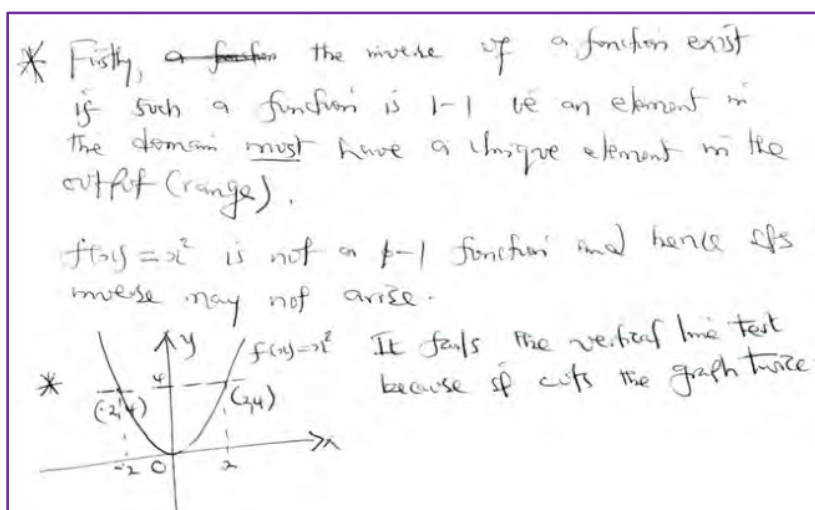 * Firstly, a function the inverse of a function exist
if such a function is 1-1 ie an element in
the domain must have a unique element in the
output (range).
f(x) = x² is not a 1-1 function and hence its
inverse may not arise.
y f(x)=x² It fails the vertical line test
* 4 because it cuts the graph twice.
(-2,4) (2,4)
x
-2 0 2